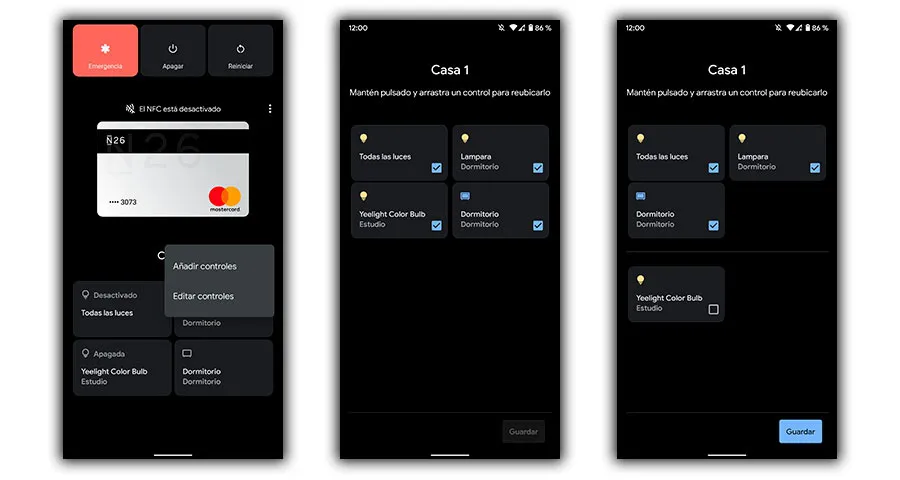 Emergencia
Apagar
Reiniciar
El NFC está desactivado
N26
N26
•••• 3073
mastercard
C
Añadir controles
Editar controles
Desactivado
Todas las luces
Dormitorio
Apagada
Yeelight Color Bulb
Estudio
Dormitorio
Dormitorio
12:00
86 %
Casa 1
Mantén pulsado y arrastra un control para reubicarlo
Todas las luces
Lampara
Dormitorio
Yeelight Color Bulb
Estudio
Dormitorio
Dormitorio
Guardar
12:00
86 %
Casa 1
Mantén pulsado y arrastra un control para reubicarlo
Todas las luces
Lampara
Dormitorio
Dormitorio
Dormitorio
Yeelight Color Bulb
Estudio
Guardar